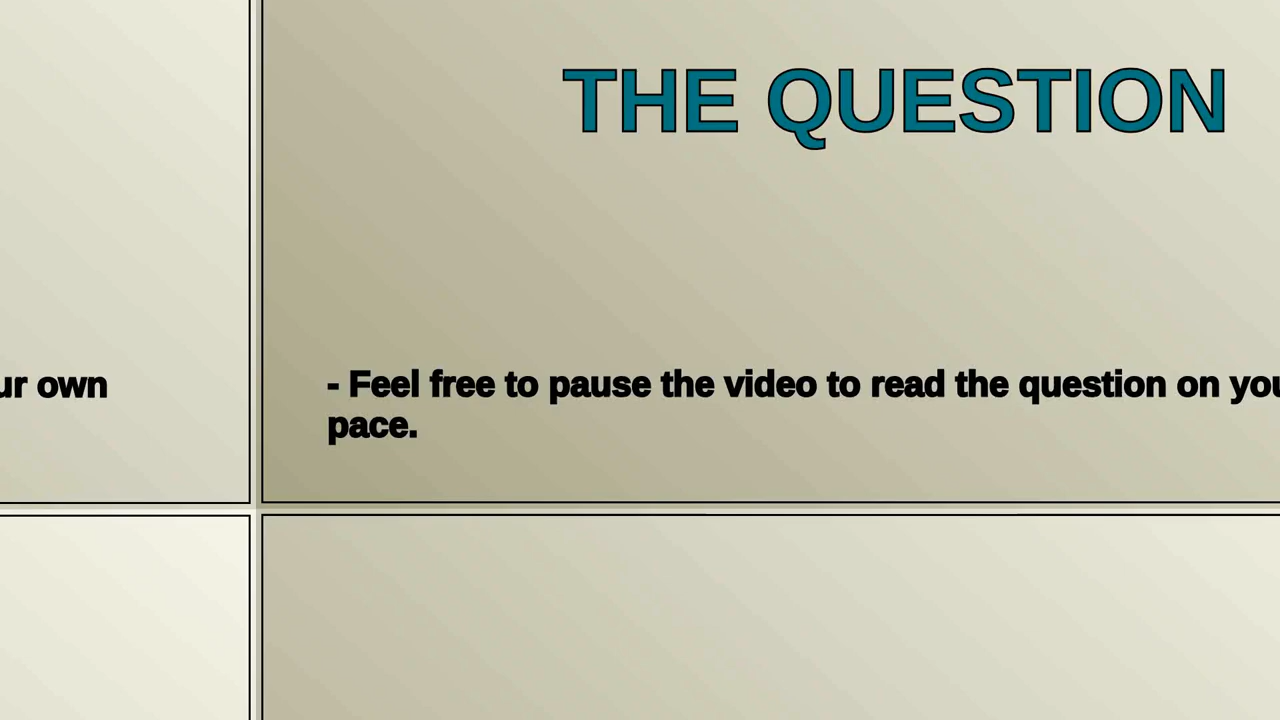 THE QUESTION
ur own
- Feel free to pause the video to read the question on you
pace.